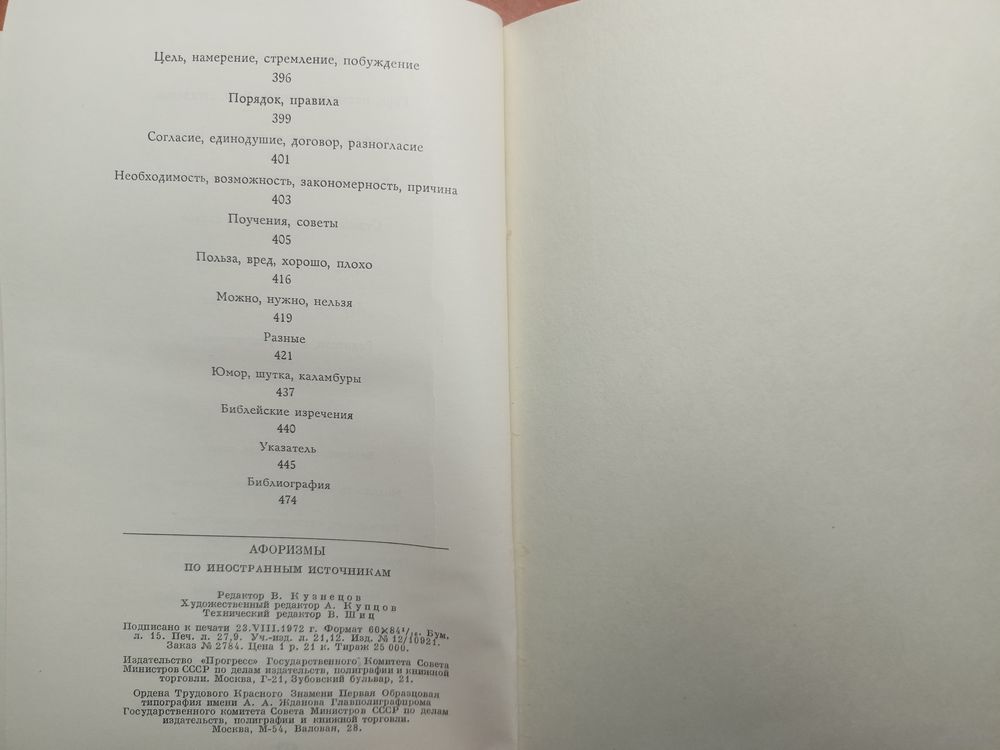 Цель, намерение, стремление, побуждение
396
Порядок, правила
399
Согласие, единодушие, договор, разногласие
401
Необходимость, возможность, закономерность, причина
403
Поучения, советы
405
Польза, вред, хорошо, плохо
416
Можно, нужно, нельзя
419
Разные
421
Юмор, шутка, каламбуры
437
Библейские изречения
440
Указатель
445
Библиография
474
АФОРИЗМЫ
ПО ИНОСТРАННЫМ ИСТОЧНИКАМ
Редактор В. Кузнецов
Художественный редактор А. Купцов
Технический редактор В. Шиц
Подписано к печати 23.VIII.1972 г. Формат 60×84¹/₁₆. Бум.
л. 15. Печ. л. 27,9. Уч.-изд. л. 21,12. Изд. № 12/10921.
Заказ № 2784. Цена 1 р. 21 к. Тираж 25 000.
Издательство «Прогресс» Государственного Комитета Совета
Министров СССР по делам издательств, полиграфии и книжной
торговли. Москва, Г-21, Зубовский бульвар, 21.
Ордена Трудового Красного Знамени Первая Образцовая
типография имени А. А. Жданова Главполиграфпрома
Государственного комитета Совета Министров СССР по делам
издательств, полиграфии и книжной торговли.
Москва, М-54, Валовая, 28.